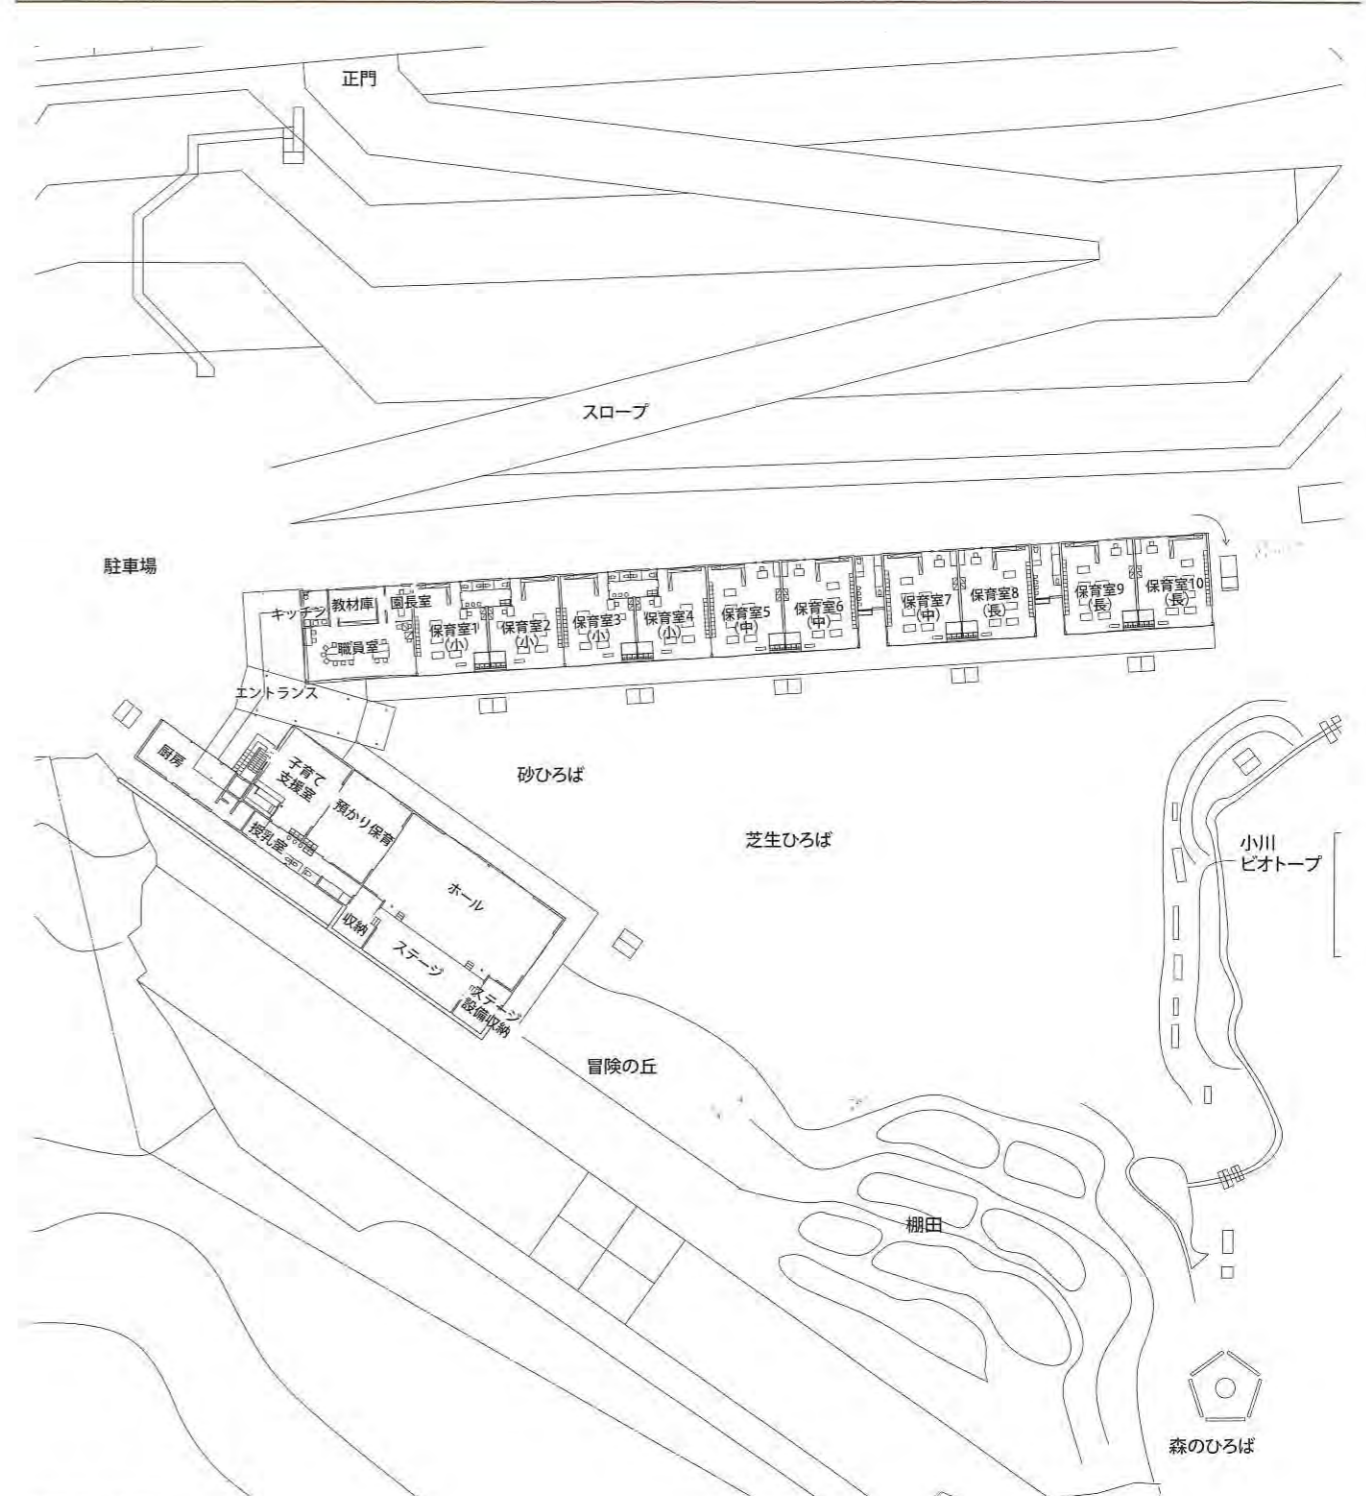 正門
スロープ
駐車場
キッチン
教材庫
園長室
職員室
保育室1
(小)
保育室2
(小)
保育室3
(小)
保育室4
(小)
保育室5
(中)
保育室6
(中)
保育室7
(中)
保育室8
(長)
保育室9
(長)
保育室10
(長)
エントランス
厨房
子育て
支援室
預かり保育
授乳室
ホール
収納
ステージ
ステージ
設備収納
砂ひろば
芝生ひろば
小川
ビオトープ
冒険の丘
棚田
森のひろば